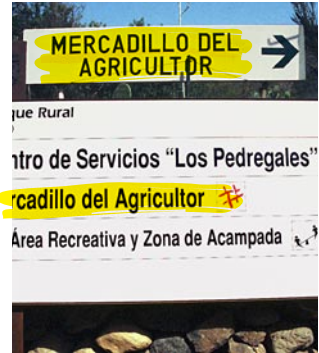 MERCADILLO DEL
AGRICULTOR
que Rural
ntro de Servicios “Los Pedregales”
rcadillo del Agricultor
Área Recreativa y Zona de Acampada